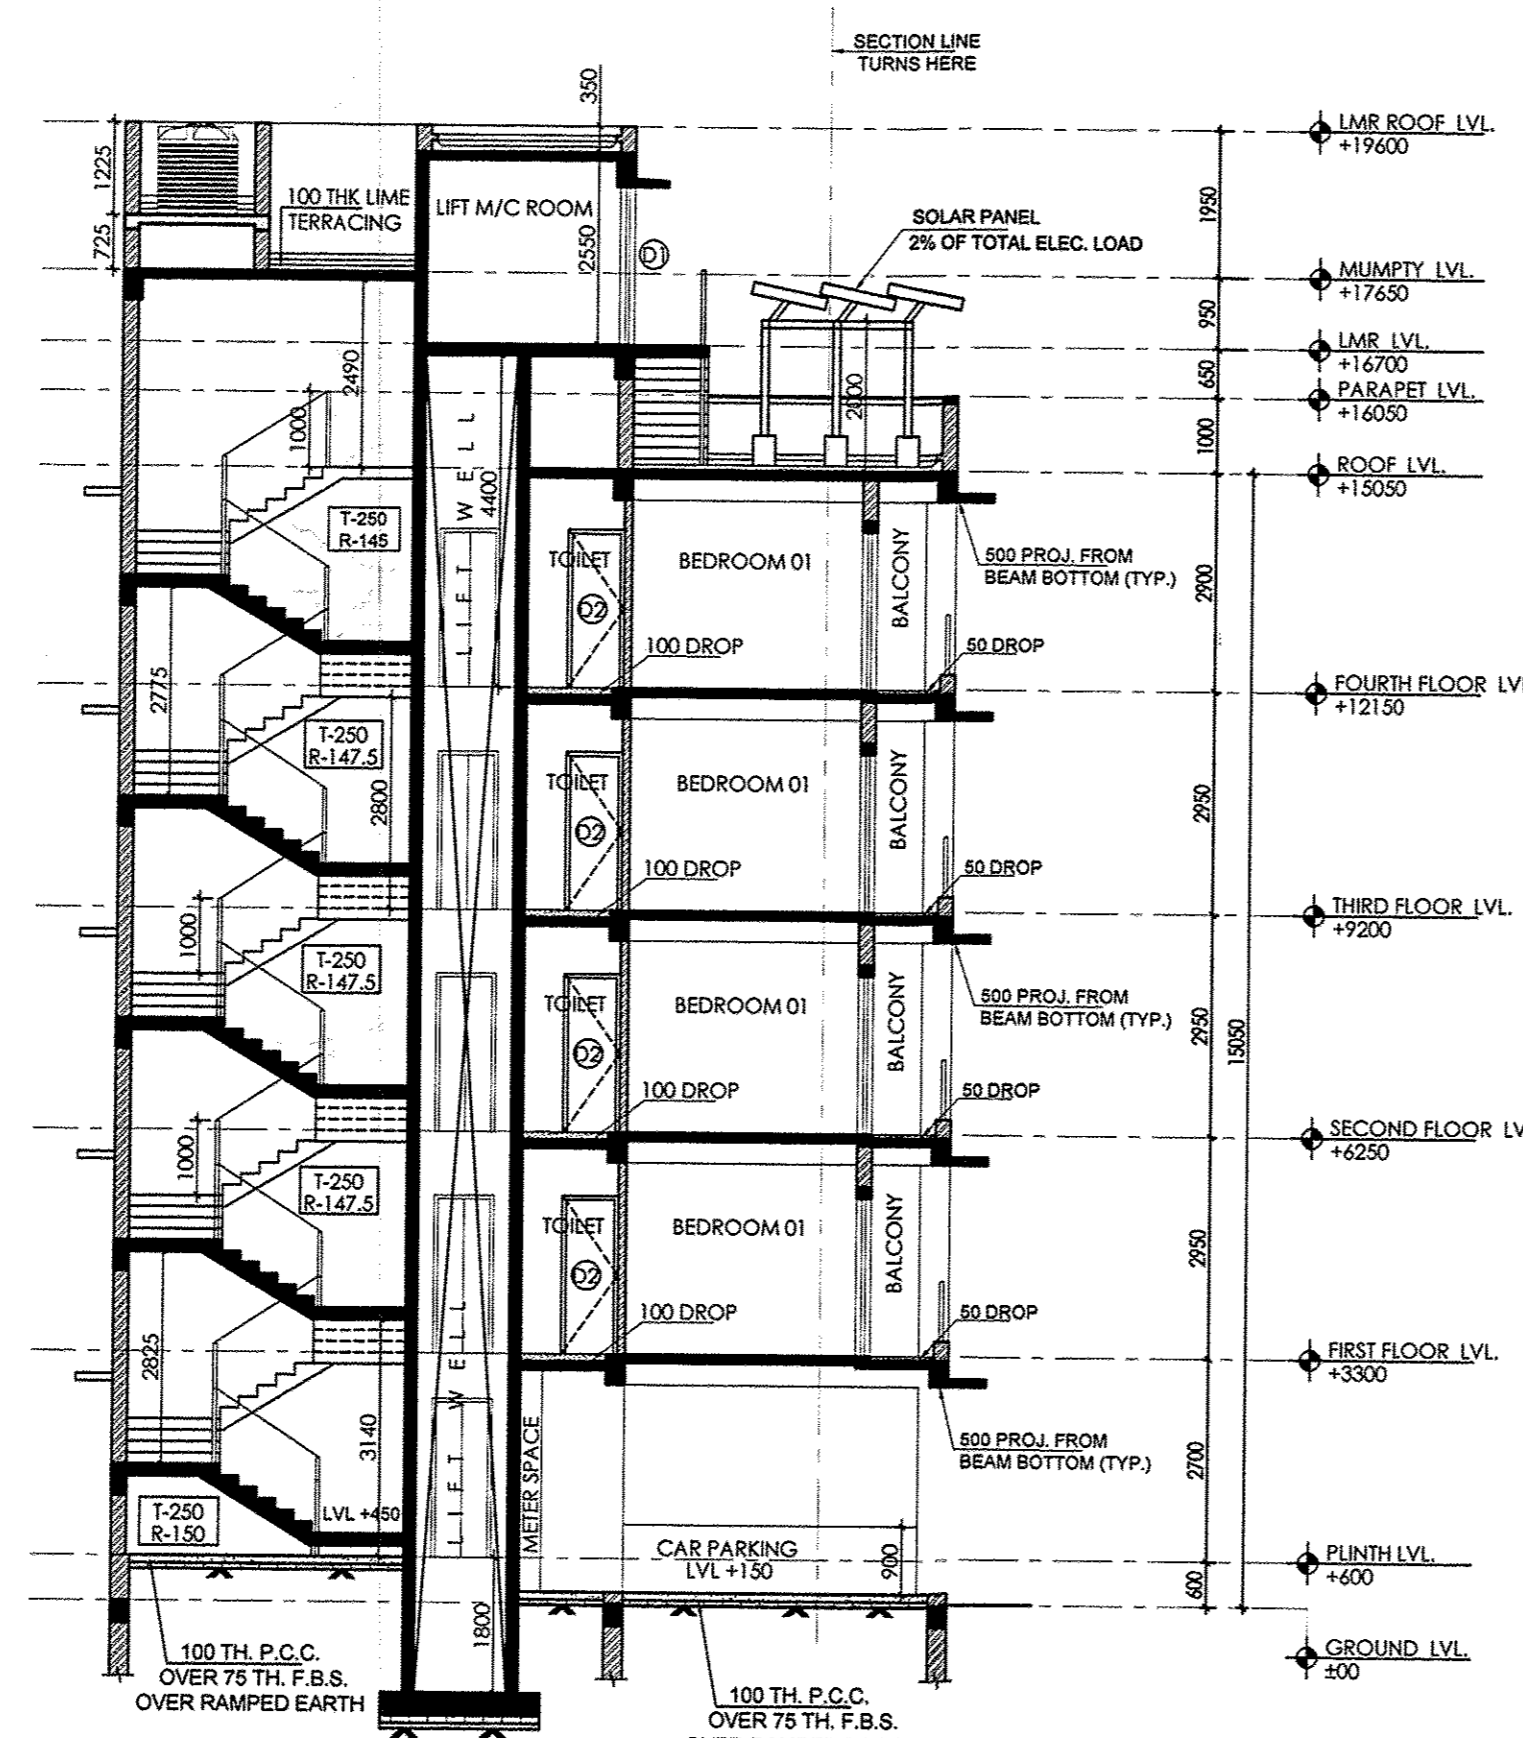 SECTION LINE
TURNS HERE
350
LMR ROOF LVL.
+19600
1225
100 THK LIME
TERRACING
LIFT M/C ROOM
1950
SOLAR PANEL
2% OF TOTAL ELEC. LOAD
725
2550
D1
MUMPTY LVL.
+17650
950
LMR LVL.
+16700
2490
650
PARAPET LVL.
+16050
2000
1000
1000
ROOF LVL.
+15050
LIFT WELL
4400
T-250
R-145
TOILET
BEDROOM 01
BALCONY
500 PROJ. FROM
BEAM BOTTOM (TYP.)
2900
D2
100 DROP
50 DROP
2775
FOURTH FLOOR LV
+12150
T-250
R-147.5
TOILET
BEDROOM 01
BALCONY
2800
2950
D2
100 DROP
50 DROP
THIRD FLOOR LVL.
+9200
1000
T-250
R-147.5
TOILET
BEDROOM 01
BALCONY
500 PROJ. FROM
BEAM BOTTOM (TYP.)
2950
15050
D2
100 DROP
50 DROP
SECOND FLOOR LV
+6250
1000
T-250
R-147.5
TOILET
BEDROOM 01
BALCONY
2950
D2
100 DROP
50 DROP
2825
FIRST FLOOR LVL.
+3300
LIFT WELL
3140
METER SPACE
500 PROJ. FROM
BEAM BOTTOM (TYP.)
2700
T-250
R-150
LVL +450
CAR PARKING
LVL +150
900
PLINTH LVL.
+600
600
1800
100 TH. P.C.C.
OVER 75 TH. F.B.S.
OVER RAMPED EARTH
GROUND LVL.
±00
100 TH. P.C.C.
OVER 75 TH. F.B.S.